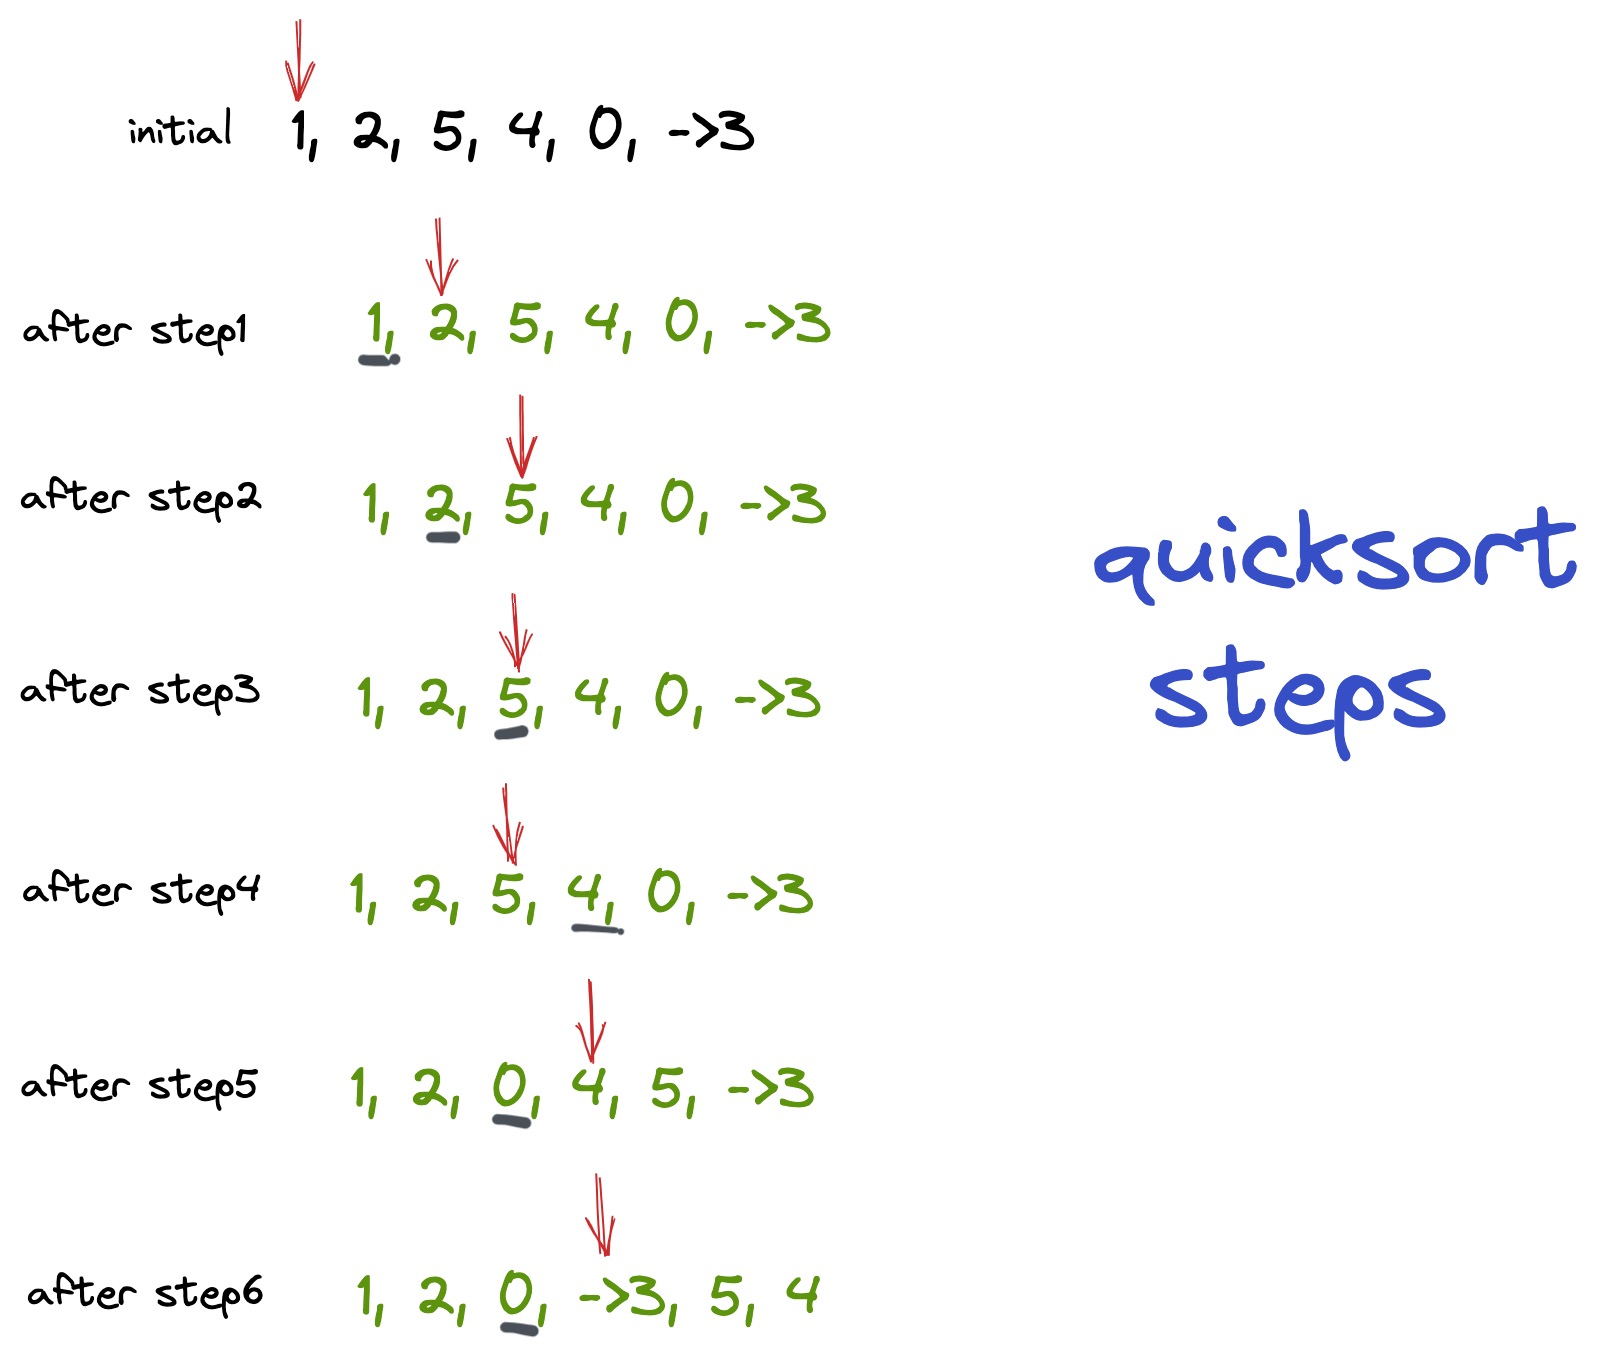 initial 1, 2, 5, 4, 0, ->3
after step1 1, 2, 5, 4, 0, ->3
after step2 1, 2, 5, 4, 0, ->3
after step3 1, 2, 5, 4, 0, ->3
after step4 1, 2, 5, 4, 0, ->3
after step5 1, 2, 0, 4, 5, ->3
after step6 1, 2, 0, ->3, 5, 4
quicksort
steps